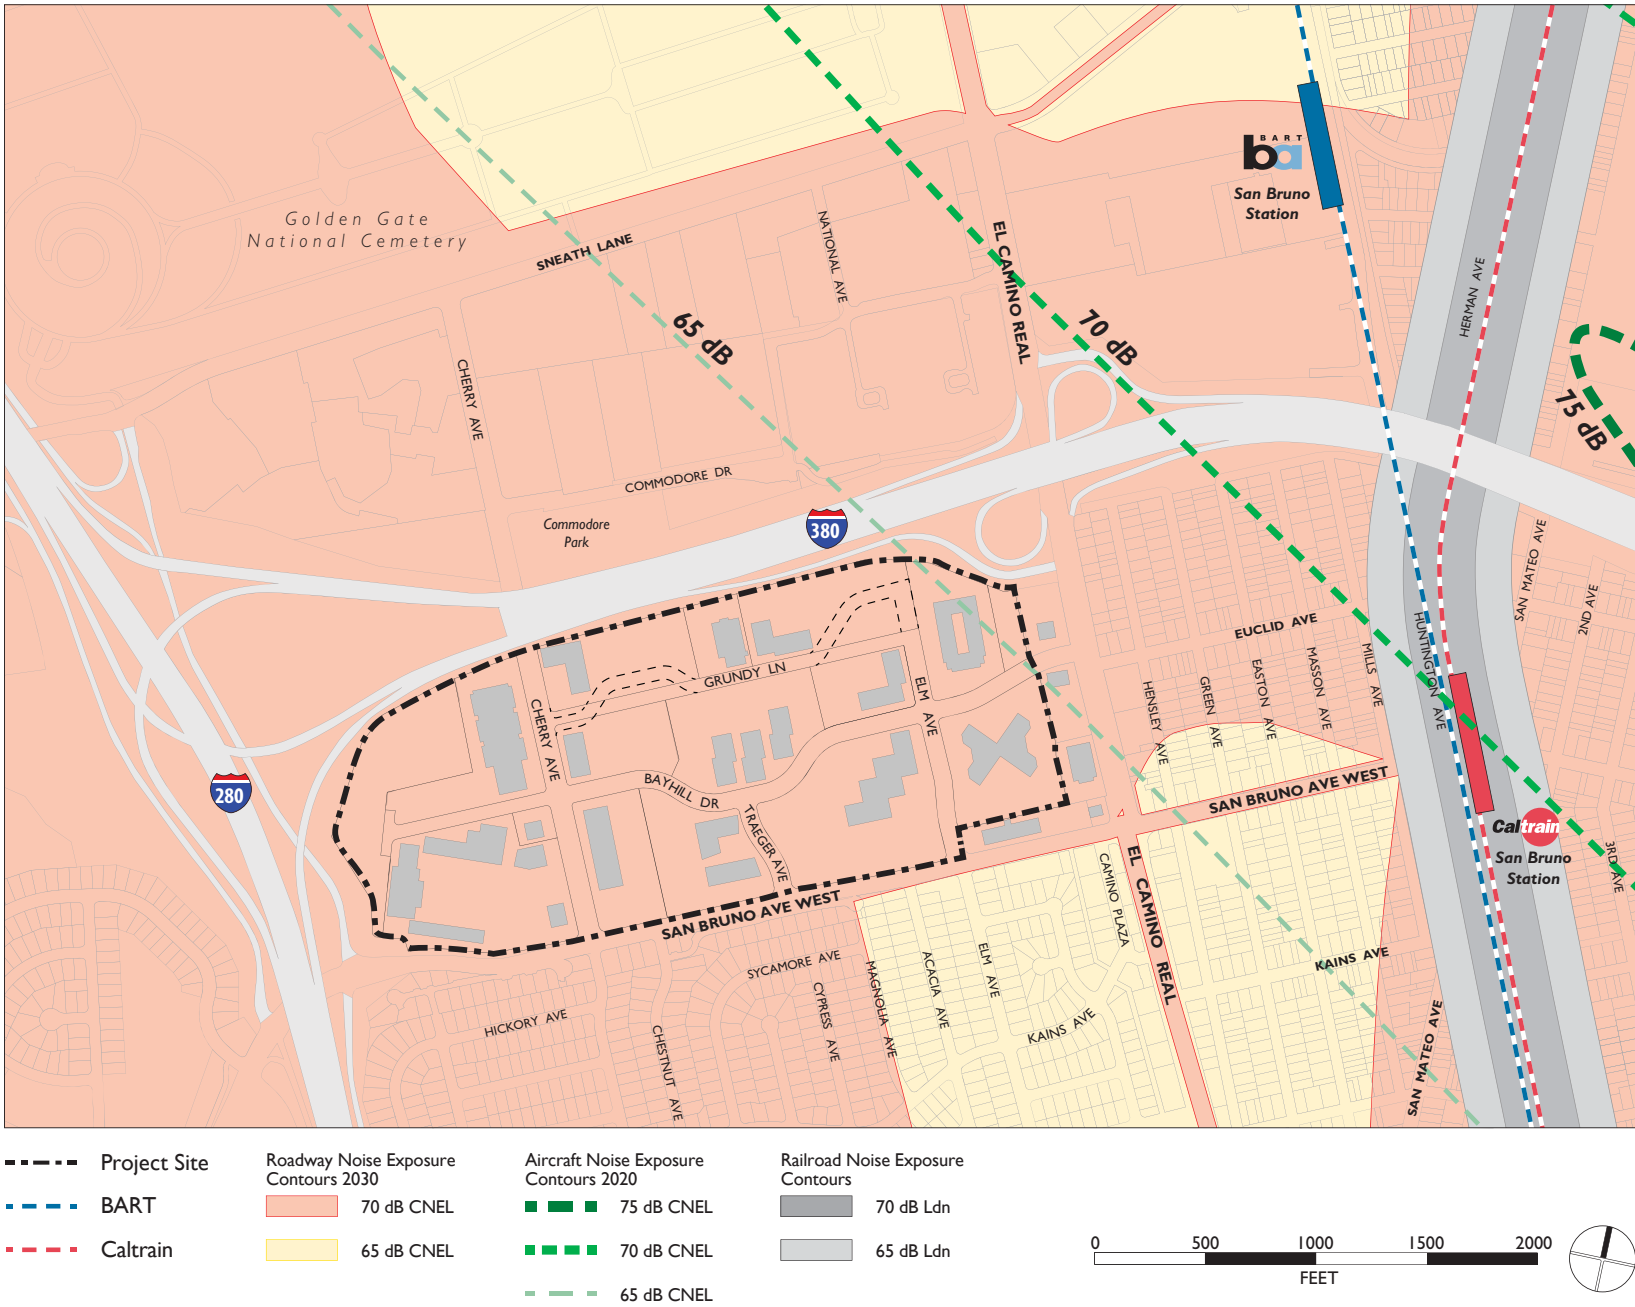 BART
ba
San Bruno
Station
Golden Gate
National Cemetery
SNEATH LANE
NATIONAL AVE
EL CAMINO REAL
HERMAN AVE
65 dB
70 dB
75 dB
CHERRY AVE
COMMODORE DR
Commodore
Park
380
SAN MATEO AVE
2ND AVE
EUCLID AVE
HUNTINGTON AVE
MILLS AVE
MASON AVE
EASTON AVE
GREEN AVE
HENSLEY AVE
GRUNDY LN
ELM AVE
CHERRY AVE
BAYHILL DR
TRAEGER AVE
280
SAN BRUNO AVE WEST
Caltrain
San Bruno
Station
3RD AVE
SAN BRUNO AVE WEST
EL CAMINO REAL
CAMINO PLAZA
SYCAMORE AVE
CYPRESS AVE
MAGNOLIA AVE
ACACIA AVE
ELM AVE
KAINS AVE
KAINS AVE
HICKORY AVE
CHESTNUT AVE
SAN MATEO AVE
Project Site
BART
Caltrain
Roadway Noise Exposure
Contours 2030
70 dB CNEL
65 dB CNEL
Aircraft Noise Exposure
Contours 2020
75 dB CNEL
70 dB CNEL
65 dB CNEL
Railroad Noise Exposure
Contours
70 dB Ldn
65 dB Ldn
0 500 1000 1500 2000
FEET